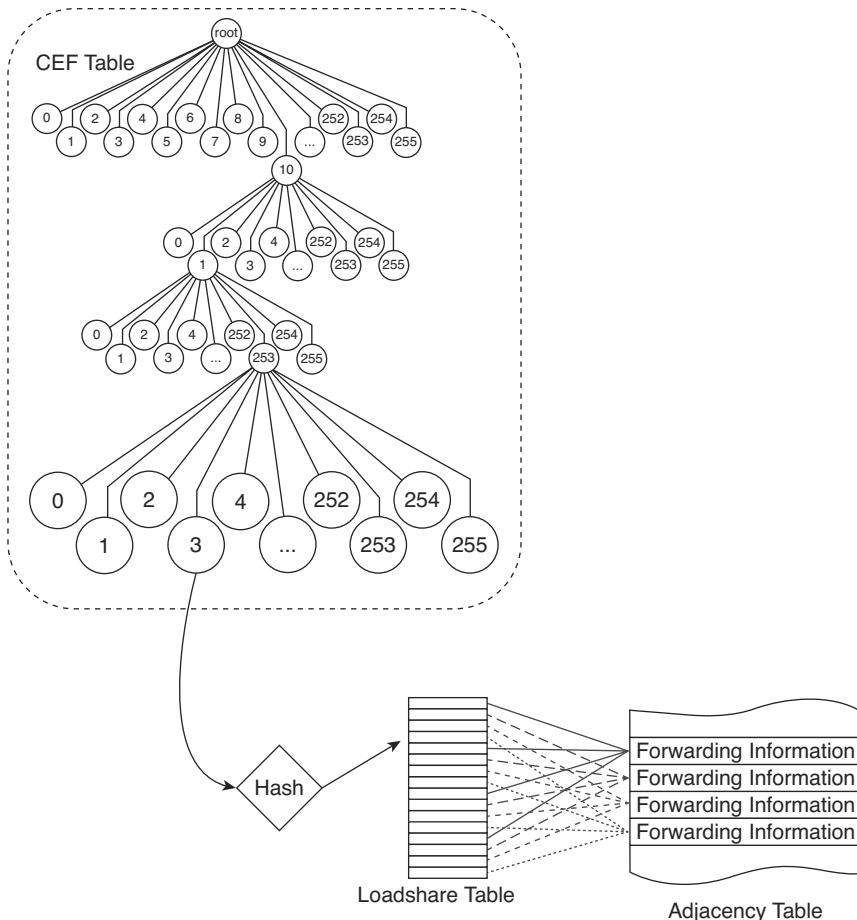 root
CEF Table
0 2 4 6 8 252 254
1 3 5 7 9 ... 253 255
10
0 2 4 252 254
1 3 ... 253 255
0 2 4 252 254
1 3 ... 253 255
0 2 4 252 254
1 3 ... 253 255
Hash
Forwarding Information
Forwarding Information
Forwarding Information
Forwarding Information
Loadshare Table
Adjacency Table